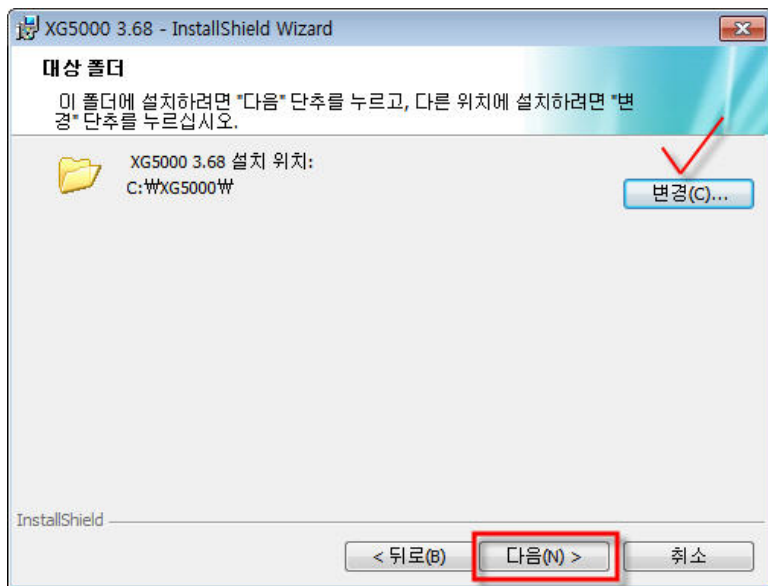 XG5000 3.68 - InstallShield Wizard
대상 폴더
이 폴더에 설치하려면 "다음" 단추를 누르고, 다른 위치에 설치하려면 "변
경" 단추를 누르십시오.
XG5000 3.68 설치 위치:
C:₩XG5000₩
변경(C)...
InstallShield
< 뒤로(B)
다음(N) >
취소